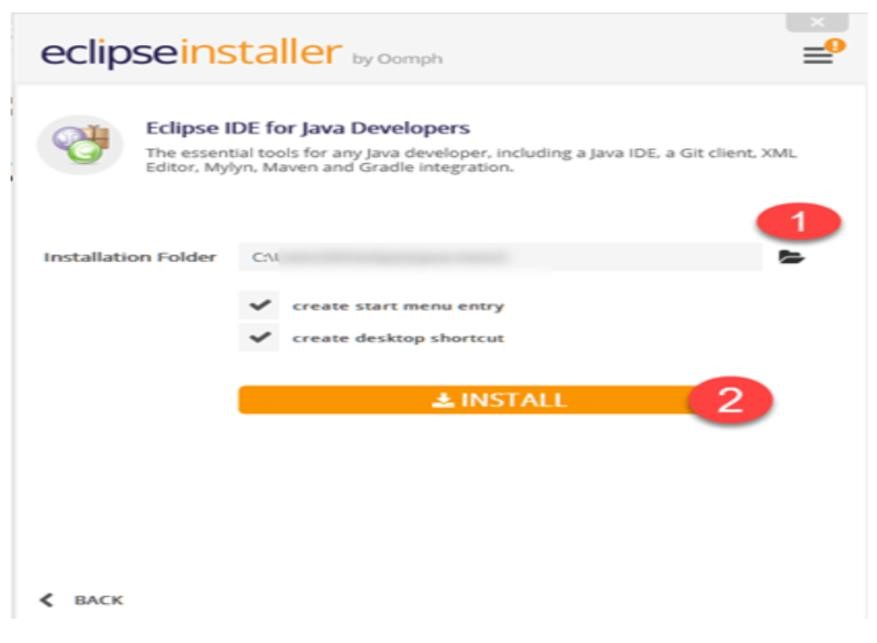 eclipseinstaller by Oomph
Eclipse IDE for Java Developers
The essential tools for any Java developer, including a Java IDE, a Git client, XML
Editor, Mylyn, Maven and Gradle integration.
1
Installation Folder C:\
create start menu entry
create desktop shortcut
INSTALL 2
BACK